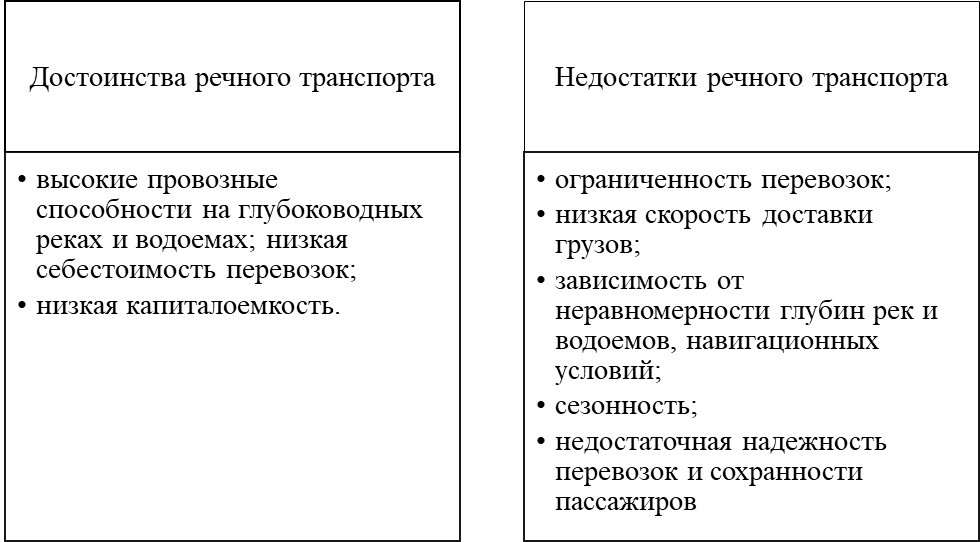 Достоинства речного транспорта
• высокие провозные
способности на глубоководных
реках и водоемах; низкая
себестоимость перевозок;
• низкая капиталоемкость.
Недостатки речного транспорта
• ограниченность перевозок;
• низкая скорость доставки
грузов;
• зависимость от
неравномерности глубин рек и
водоемов, навигационных
условий;
• сезонность;
• недостаточная надежность
перевозок и сохранности
пассажиров